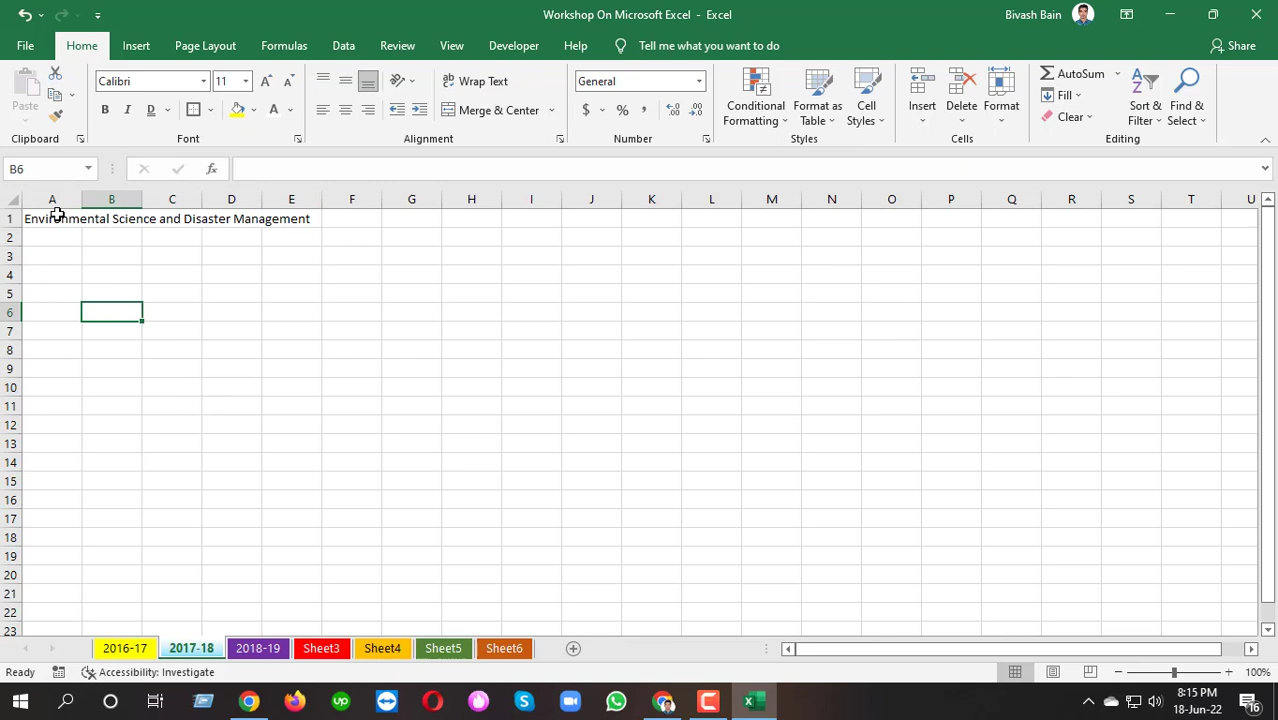 Workshop On Microsoft Excel - Excel
Bivash Bain
File Home Insert Page Layout Formulas Data Review View Developer Help Tell me what you want to do Share
Paste
Calibri 11
Wrap Text
General
Conditional Formatting
Format as Table
Cell Styles
Insert
Delete
Format
AutoSum
Fill
Clear
Sort & Filter
Find & Select
B I D A
Merge & Center
$ % ,
Clipboard Font Alignment Number Styles Cells Editing
B6 fx
A B C D E F G H I J K L M N O P Q R S T U
1 Environmental Science and Disaster Management
2
3
4
5
6
7
8
9
10
11
12
13
14
15
16
17
18
19
20
21
22
23
2016-17 2017-18 2018-19 Sheet3 Sheet4 Sheet5 Sheet6
Ready Accessibility: Investigate 100%
8:15 PM
18-Jun-22
16